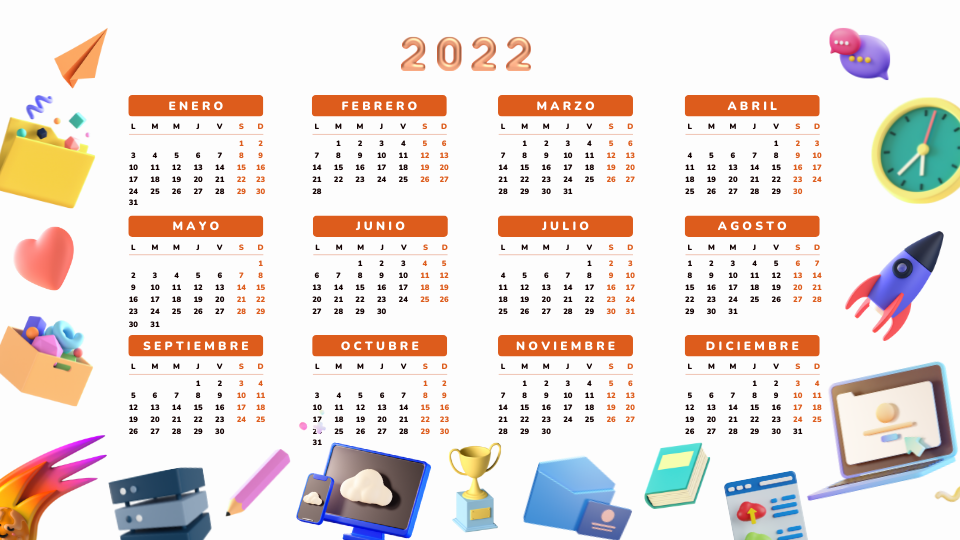 2022
ENERO
L M M J V S D
1 2
3 4 5 6 7 8 9
10 11 12 13 14 15 16
17 18 19 20 21 22 23
24 25 26 27 28 29 30
31
FEBRERO
L M M J V S D
1 2 3 4 5 6
7 8 9 10 11 12 13
14 15 16 17 18 19 20
21 22 23 24 25 26 27
28
MARZO
L M M J V S D
1 2 3 4 5 6
7 8 9 10 11 12 13
14 15 16 17 18 19 20
21 22 23 24 25 26 27
28 29 30 31
ABRIL
L M M J V S D
1 2 3
4 5 6 7 8 9 10
11 12 13 14 15 16 17
18 19 20 21 22 23 24
25 26 27 28 29 30
MAYO
L M M J V S D
1
2 3 4 5 6 7 8
9 10 11 12 13 14 15
16 17 18 19 20 21 22
23 24 25 26 27 28 29
30 31
JUNIO
L M M J V S D
1 2 3 4 5
6 7 8 9 10 11 12
13 14 15 16 17 18 19
20 21 22 23 24 25 26
27 28 29 30
JULIO
L M M J V S D
1 2 3
4 5 6 7 8 9 10
11 12 13 14 15 16 17
18 19 20 21 22 23 24
25 26 27 28 29 30 31
AGOSTO
L M M J V S D
1 2 3 4 5 6 7
8 9 10 11 12 13 14
15 16 17 18 19 20 21
22 23 24 25 26 27 28
29 30 31
SEPTIEMBRE
L M M J V S D
1 2 3 4
5 6 7 8 9 10 11
12 13 14 15 16 17 18
19 20 21 22 23 24 25
26 27 28 29 30
OCTUBRE
L M M J V S D
1 2
3 4 5 6 7 8 9
10 11 12 13 14 15 16
17 18 19 20 21 22 23
25 26 27 28 29 30
31
NOVIEMBRE
L M M J V S D
1 2 3 4 5 6
7 8 9 10 11 12 13
14 15 16 17 18 19 20
21 22 23 24 25 26 27
28 29 30
DICIEMBRE
L M M J V S D
1 2 3 4
5 6 7 8 9 10 11
12 13 14 15 16 17 18
19 20 21 22 23 24 25
26 27 28 29 30 31